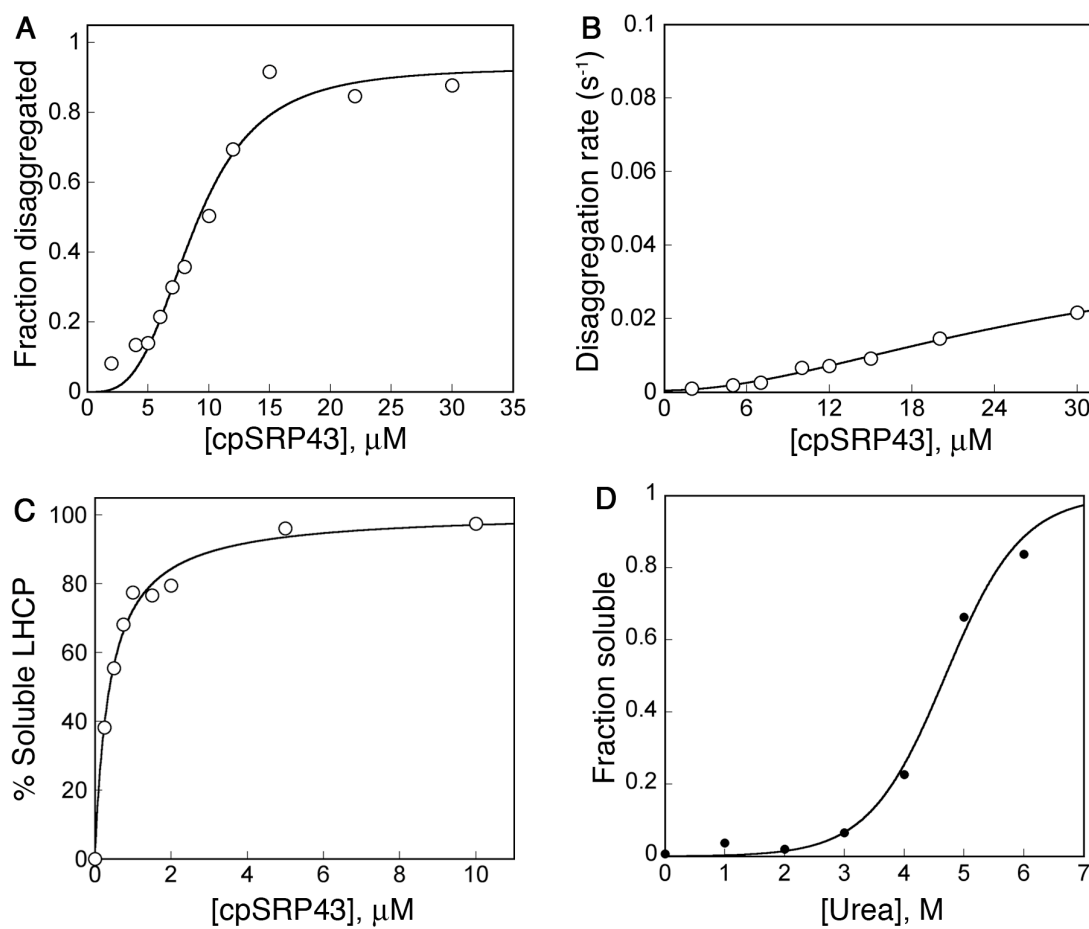 A
Fraction disaggregated
1
0.8
0.6
0.4
0.2
0
0 5 10 15 20 25 30 35
[cpSRP43], μM
B
Disaggregation rate (s⁻¹)
0.1
0.08
0.06
0.04
0.02
0
0 6 12 18 24 30
[cpSRP43], μM
C
% Soluble LHCP
100
80
60
40
20
0
0 2 4 6 8 10
[cpSRP43], μM
D
Fraction soluble
1
0.8
0.6
0.4
0.2
0
0 1 2 3 4 5 6 7
[Urea], M